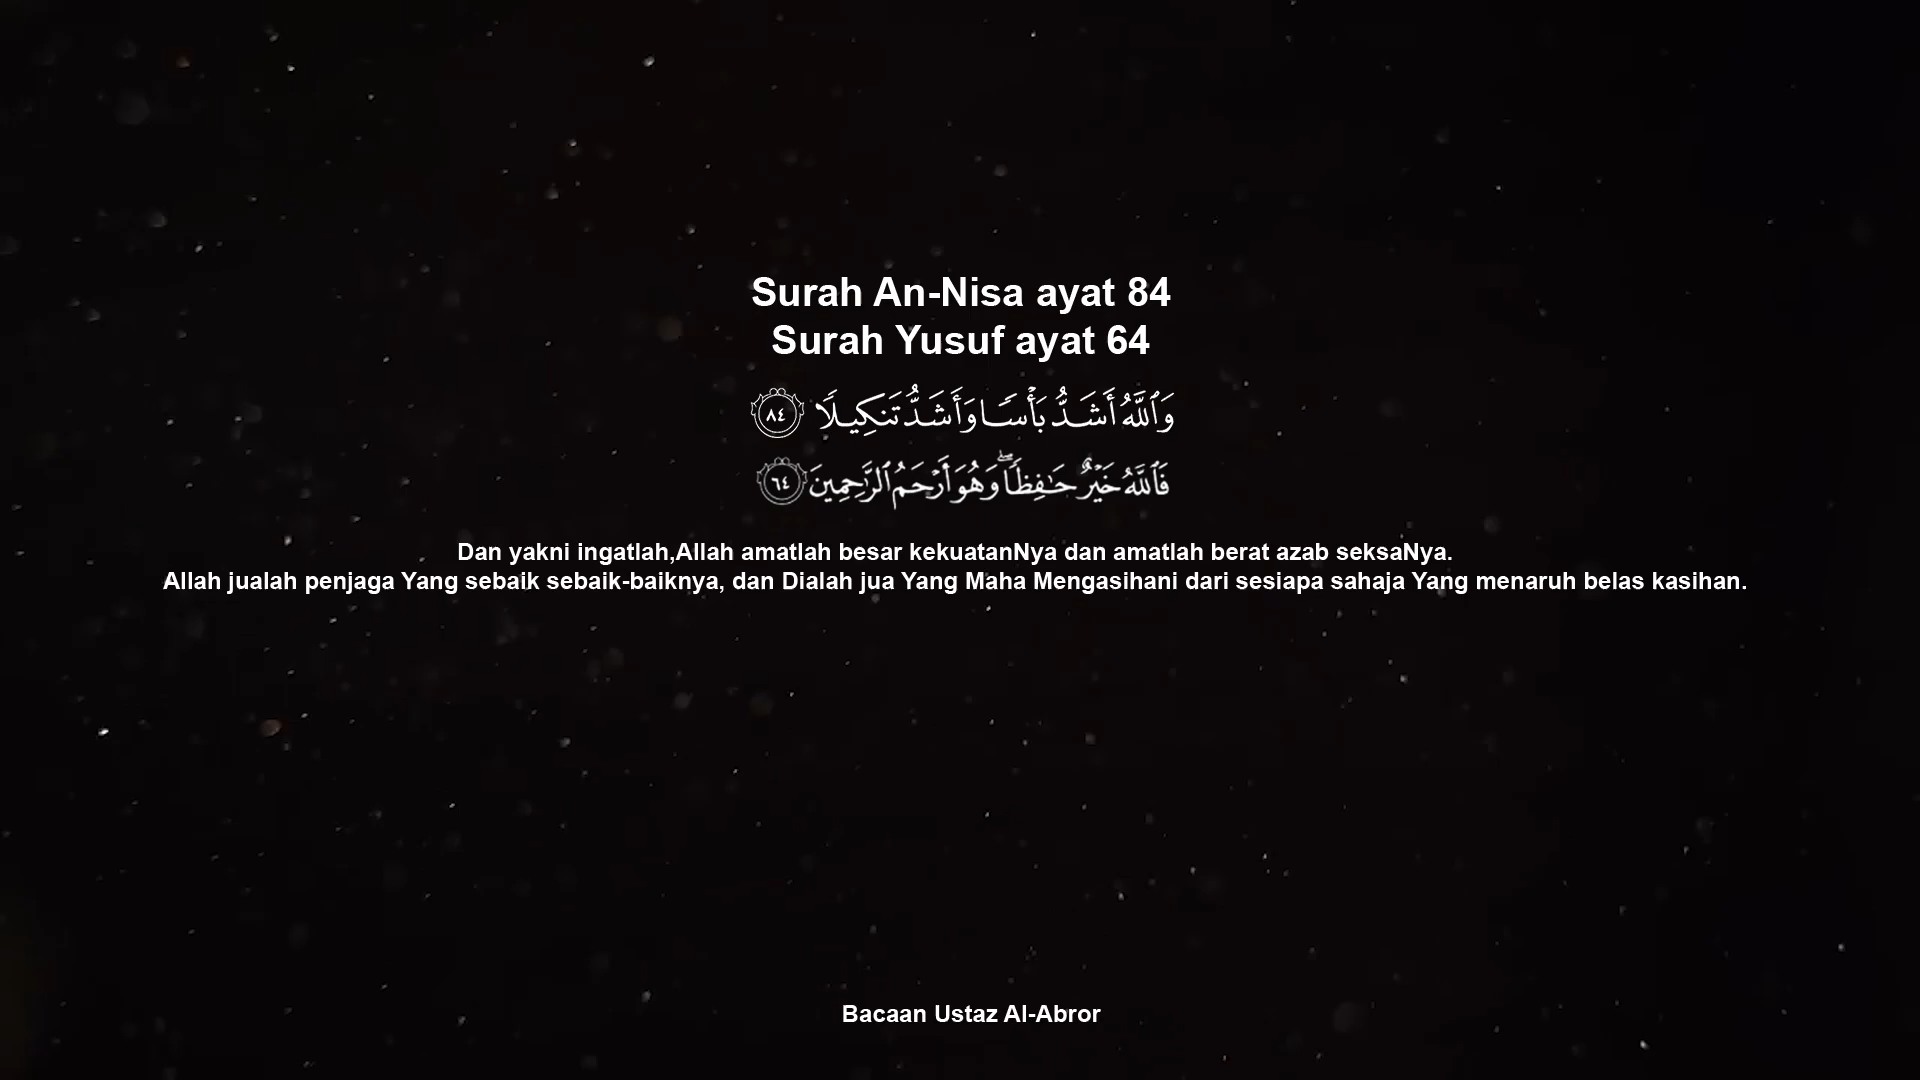 Surah An-Nisa ayat 84
Surah Yusuf ayat 64
وَٱللَّهُ أَشَدُّ بَأْسًا وَأَشَدُّ تَنكِيلًا ٨٤
فَٱللَّهُ خَيْرٌ حَـٰفِظًا ۖ وَهُوَ أَرْحَمُ ٱلرَّٰحِمِينَ ٦٤
Dan yakni ingatlah,Allah amatlah besar kekuatanNya dan amatlah berat azab seksaNya.
Allah jualah penjaga Yang sebaik sebaik-baiknya, dan Dialah jua Yang Maha Mengasihani dari sesiapa sahaja Yang menaruh belas kasihan.
Bacaan Ustaz Al-Abror